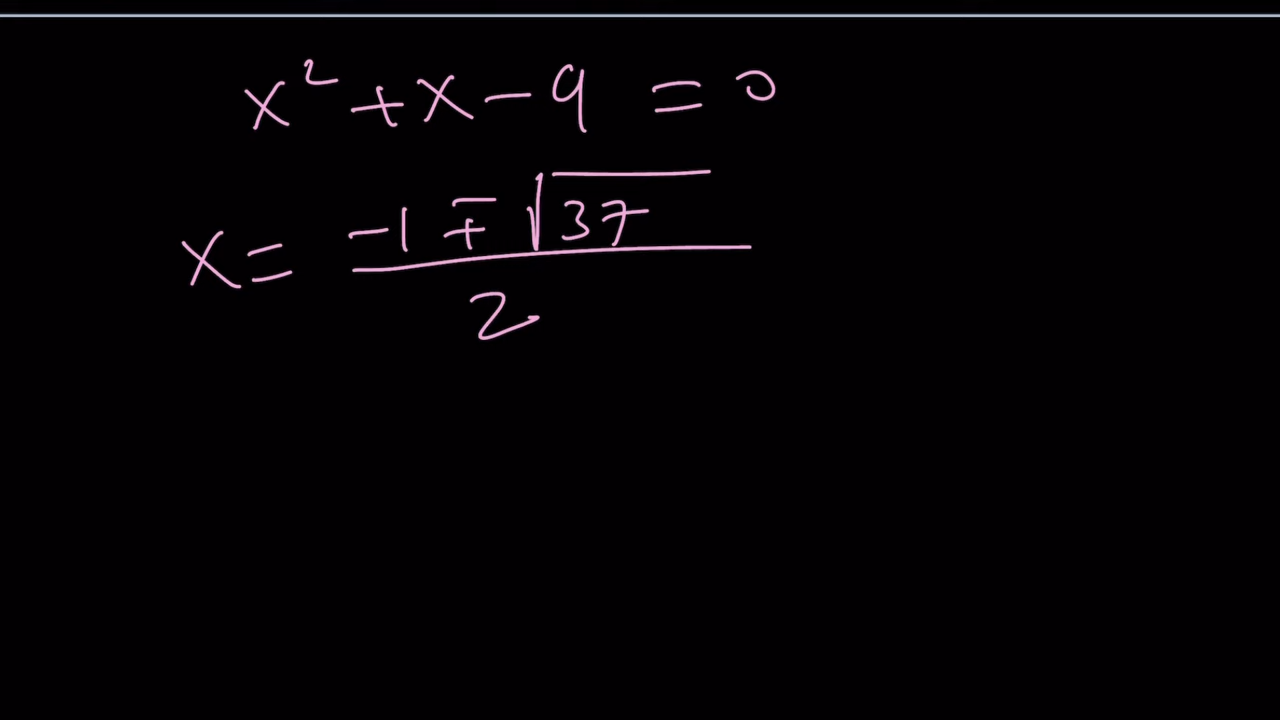 x² + x - 9 = 0
x = (-1 ∓ √37) / 2